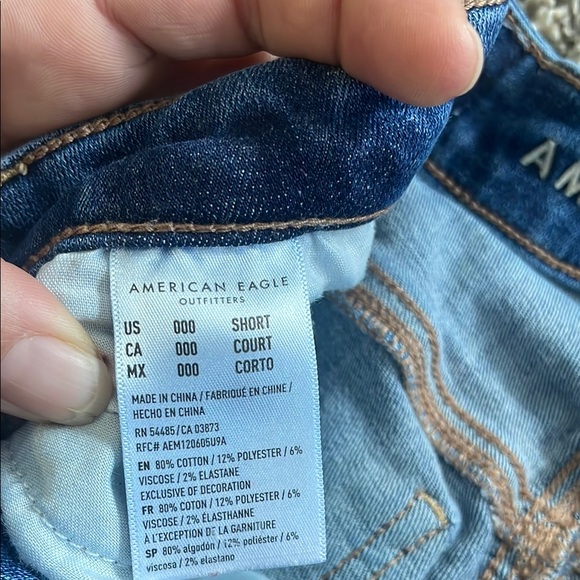 AMERICAN EAGLE
OUTFITTERS
US 000 SHORT
CA 000 COURT
MX 000 CORTO
MADE IN CHINA / FABRIQUÉ EN CHINE /
HECHO EN CHINA
RN 54485 / CA 03873
RFC# AEM120605U9A
EN 80% COTTON / 12% POLYESTER / 6%
VISCOSE / 2% ELASTANE
EXCLUSIVE OF DECORATION
FR 80% COTON / 12% POLYESTER / 6%
VISCOSE / 2% ÉLASTHANNE
À L'EXCEPTION DE LA GARNITURE
SP 80% algodón / 12% poliéster / 6%
viscosa / 2% elastano
AM